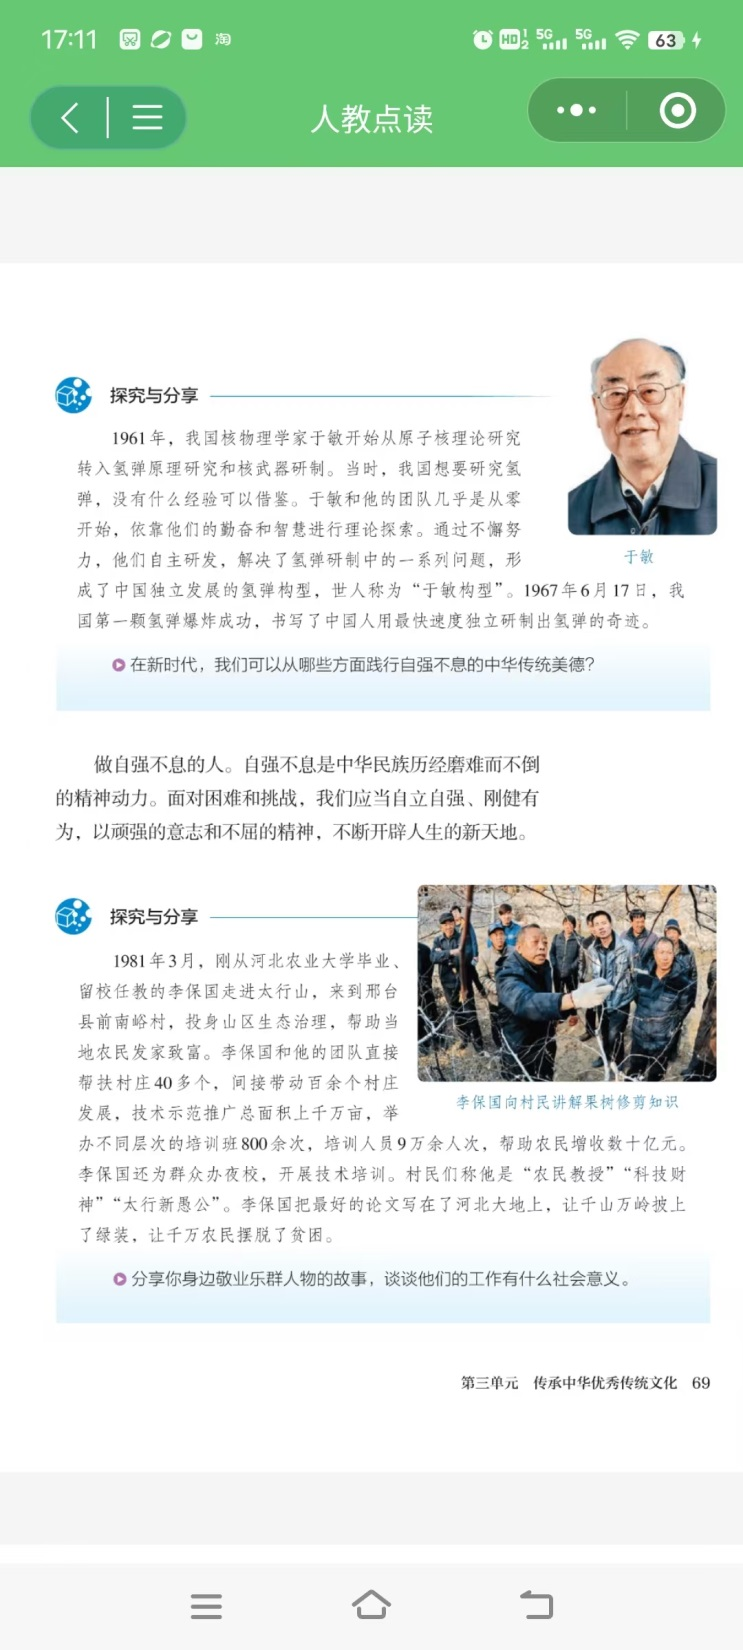 17:11 淘 HD 1 2 5G 5G 63
人教点读
探究与分享
1961年，我国核物理学家于敏开始从原子核理论研究
转入氢弹原理研究和核武器研制。当时，我国想要研究氢
弹，没有什么经验可以借鉴。于敏和他的团队几乎是从零
开始，依靠他们的勤奋和智慧进行理论探索。通过不懈努
力，他们自主研发，解决了氢弹研制中的一系列问题，形
成了中国独立发展的氢弹构型，世人称为“于敏构型”。1967年6月17日，我
国第一颗氢弹爆炸成功，书写了中国人用最快速度独立研制出氢弹的奇迹。
于敏
在新时代，我们可以从哪些方面践行自强不息的中华传统美德？
做自强不息的人。自强不息是中华民族历经磨难而不倒
的精神动力。面对困难和挑战，我们应当自立自强、刚健有
为，以顽强的意志和不屈的精神，不断开辟人生的新天地。
探究与分享
1981年3月，刚从河北农业大学毕业、
留校任教的李保国走进太行山，来到邢台
县前南峪村，投身山区生态治理，帮助当
地农民发家致富。李保国和他的团队直接
帮扶村庄40多个，间接带动百余个村庄
发展，技术示范推广总面积上千万亩，举
办不同层次的培训班800余次，培训人员9万余人次，帮助农民增收数十亿元。
李保国还为群众办夜校，开展技术培训。村民们称他是“农民教授”“科技财
神”“太行新愚公”。李保国把最好的论文写在了河北大地上，让千山万岭披上
了绿装，让千万农民摆脱了贫困。
李保国向村民讲解果树修剪知识
分享你身边敬业乐群人物的故事，谈谈他们的工作有什么社会意义。
第三单元 传承中华优秀传统文化 69